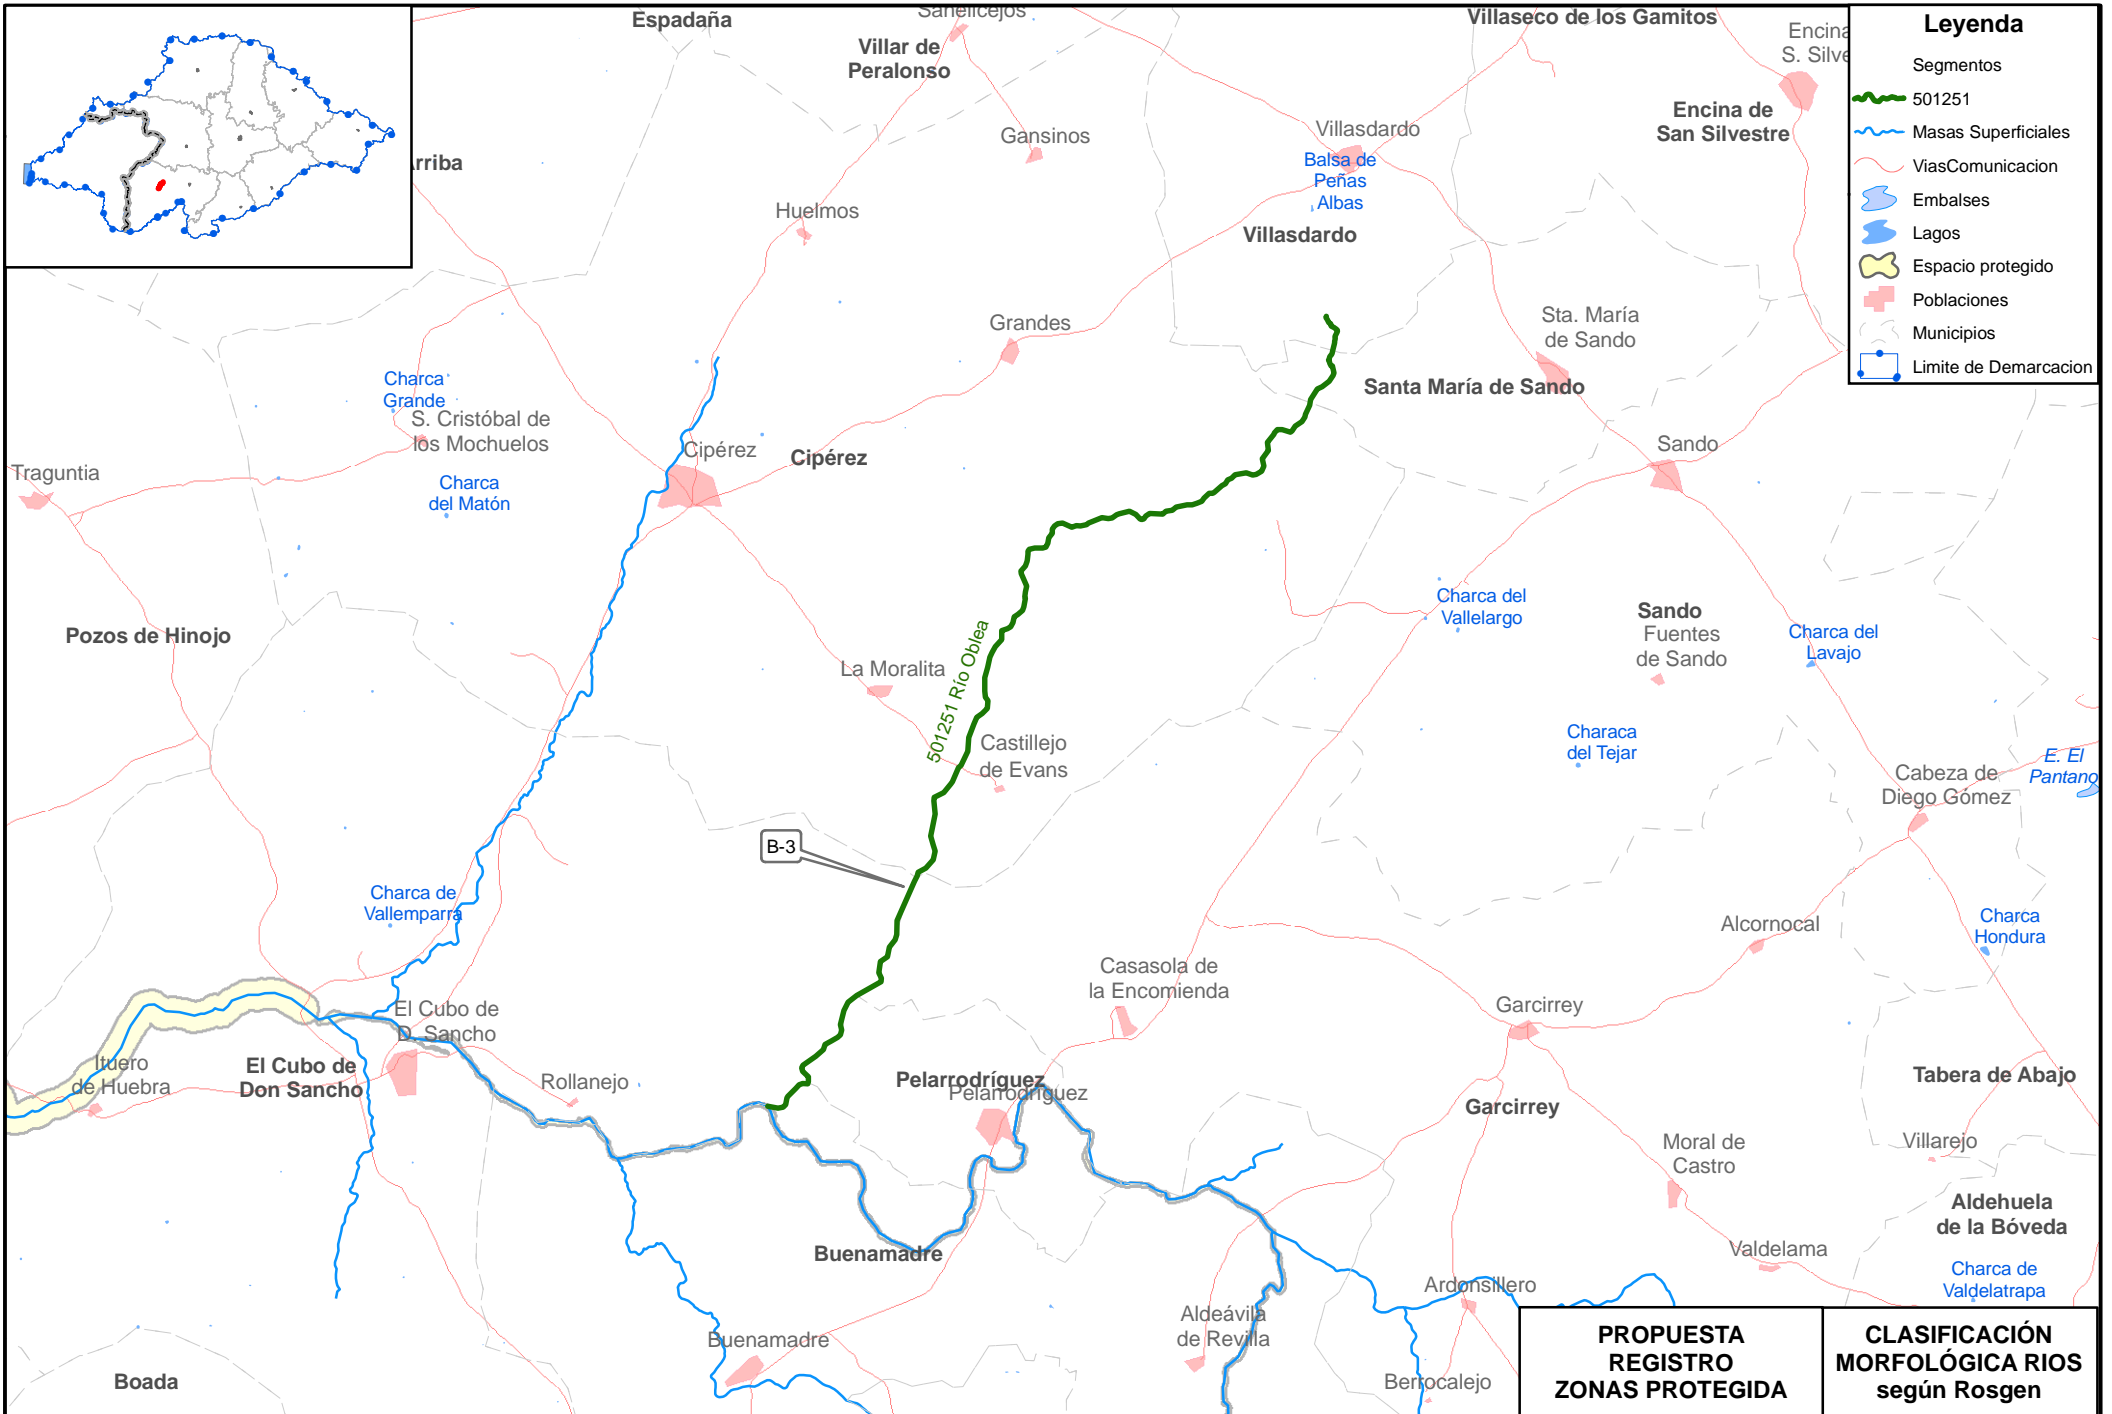 Espadaña
Sanelicejos
Villar de
Peralonso
Villaseco de los Gamitos
Encina
S. Silve
Encina de
San Silvestre
Gansinos
Villasdardo
Balsa de
Peñas
Albas
Villasdardo
rriba
Huelmos
Grandes
Sta. María
de Sando
Santa María de Sando
Charca
Grande
S. Cristóbal de
los Mochuelos
Cipérez
Cipérez
Sando
Traguntia
Charca
del Matón
Charca del
Vallelargo
Sando
Fuentes
de Sando
Charca del
Lavajo
Pozos de Hinojo
La Moralita
501251 Río Oblea
Castillejo
de Evans
Characa
del Tejar
Cabeza de
Diego Gómez
E. El
Pantano
B-3
Charca de
Vallemparra
Alcornocal
Charca
Hondura
Casasola de
la Encomienda
Garcirrey
El Cubo de
D. Sancho
Ituero
de Huebra
El Cubo de
Don Sancho
Rollanejo
Pelarrodríguez
Pelarrodríguez
Garcirrey
Tabera de Abajo
Moral de
Castro
Villarejo
Aldehuela
de la Bóveda
Buenamadre
Valdelama
Charca de
Valdelatrapa
Ardonsillero
Aldeávila
de Revilla
Buenamadre
Boada
Berrocalejo
Leyenda
Segmentos
501251
Masas Superficiales
ViasComunicacion
Embalses
Lagos
Espacio protegido
Poblaciones
Municipios
Limite de Demarcacion
PROPUESTA
REGISTRO
ZONAS PROTEGIDA
CLASIFICACIÓN
MORFOLÓGICA RIOS
según Rosgen